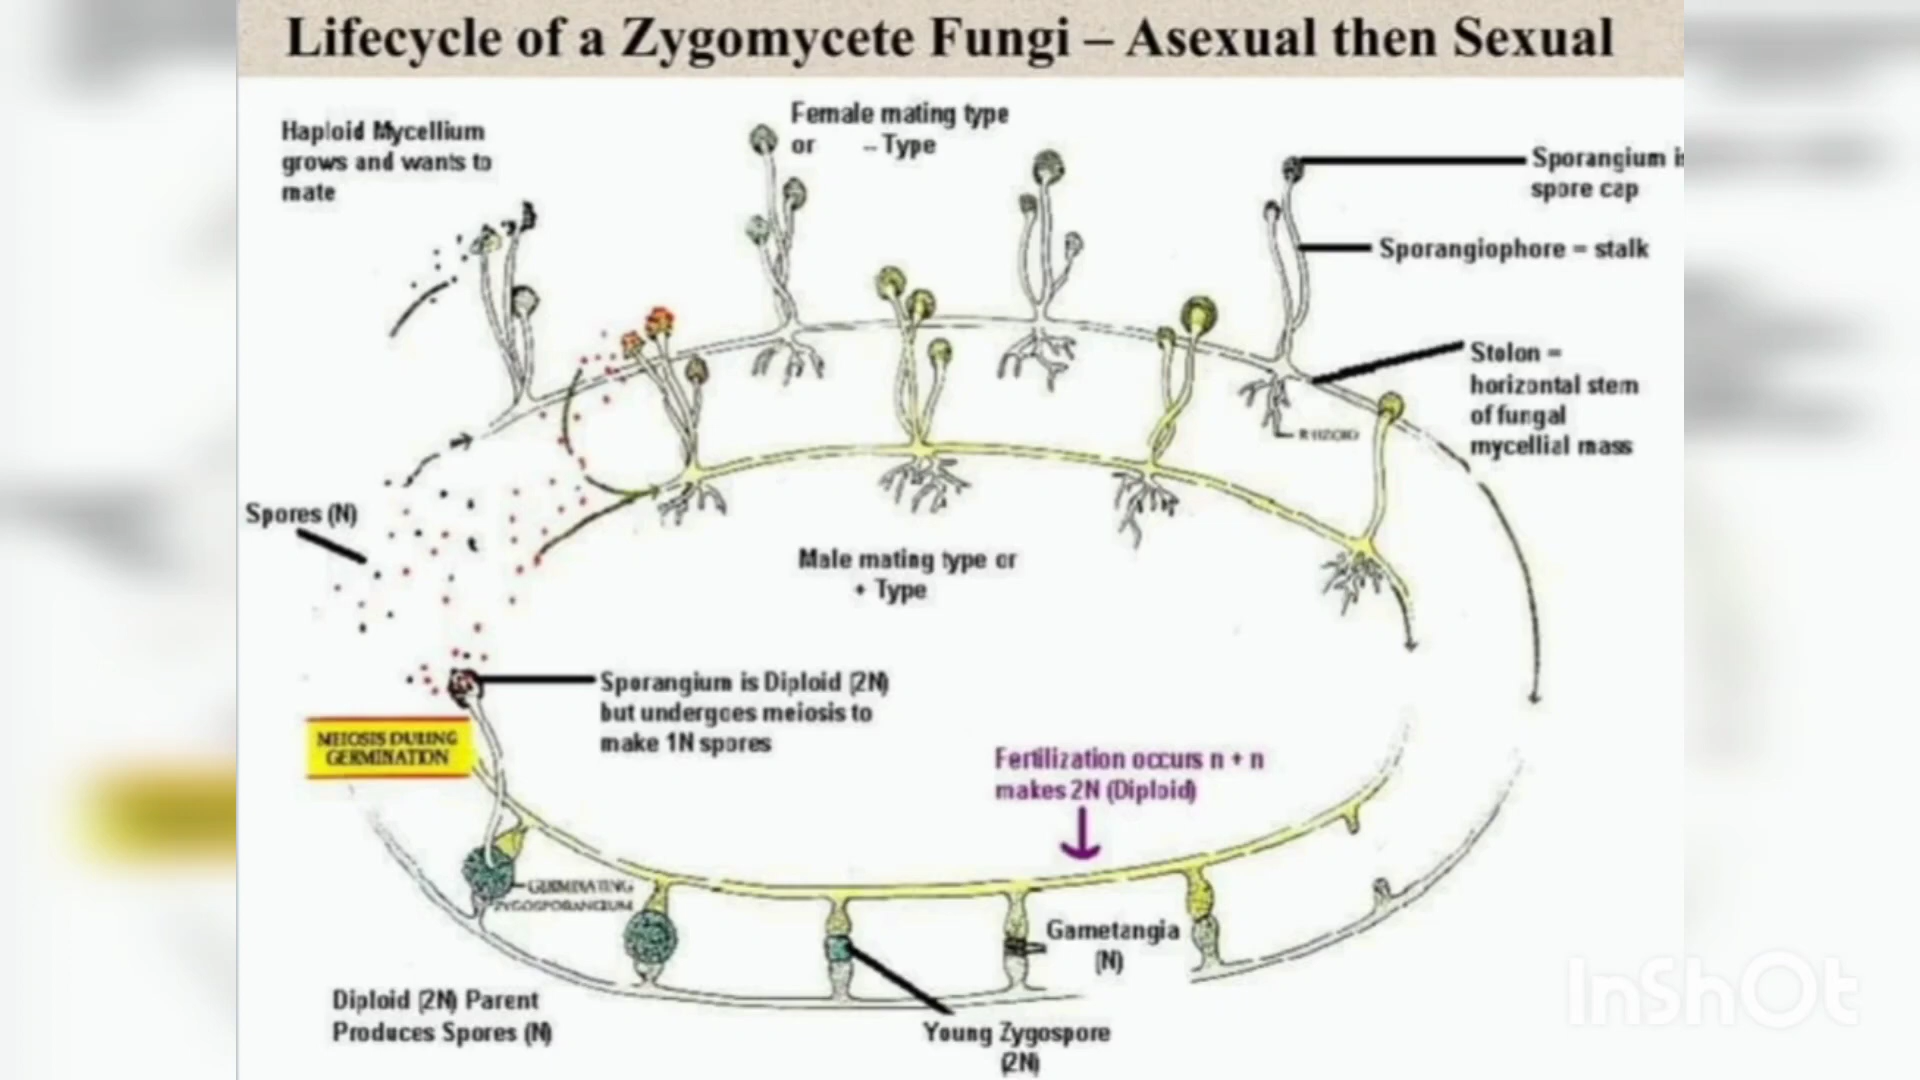 Lifecycle of a Zygomycete Fungi – Asexual then Sexual
Haploid Mycellium
grows and wants to
mate
Female mating type
or – Type
Sporangium is
spore cap
Sporangiophore = stalk
Stolon =
horizontal stem
of fungal
mycellial mass
RHIZOID
Spores (N)
Male mating type or
+ Type
Sporangium is Diploid (2N)
but undergoes meiosis to
make 1N spores
MEIOSIS DURING
GERMINATION
Fertilization occurs n + n
makes 2N (Diploid)
GERMINATING
ZYGOSPORANGIUM
Gametangia
(N)
Diploid (2N) Parent
Produces Spores (N)
Young Zygospore
(2N)
InShOt